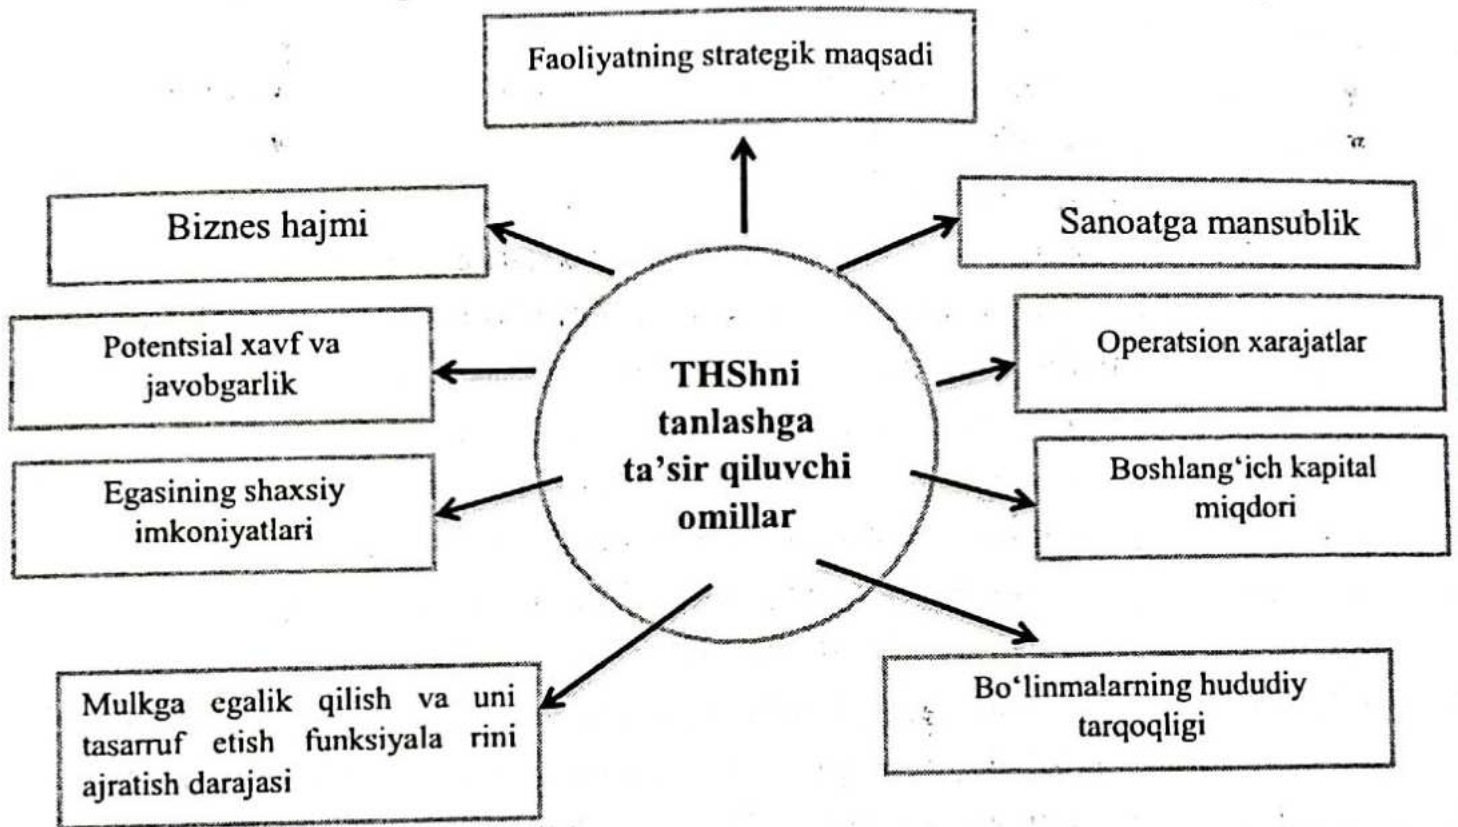 Faoliyatning strategik maqsadi
Biznes hajmi
Sanoatga mansublik
Potentsial xavf va
javobgarlik
Operatsion xarajatlar
THShni
tanlashga
ta’sir qiluvchi
omillar
Egasining shaxsiy
imkoniyatlari
Boshlang‘ich kapital
miqdori
Mulkga egalik qilish va uni
tasarruf etish funksiyala rini
ajratish darajasi
Bo‘linmalarning hududiy
tarqoqligi